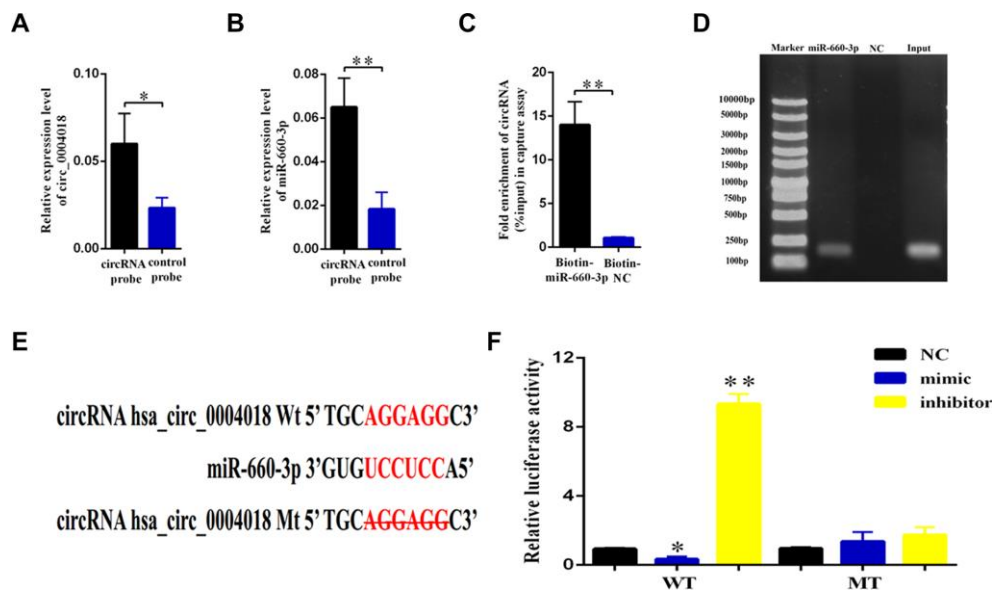 A
Relative expression level
of circ_0004018
0.10
0.05
0.00
*
circRNA
probe
control
probe
B
Relative expression level
of miR-660-3p
0.08
0.06
0.04
0.02
0.00
**
circRNA
probe
control
probe
C
Fold enrichment of circRNA
(%input) in capture assay
20
15
10
5
0
**
Biotin-
miR-660-3p
Biotin-
NC
D
Marker miR-660-3p NC Input
10000bp
5000bp
3000bp
2000bp
1500bp
1000bp
750bp
500bp
250bp
100bp
E
circRNA hsa_circ_0004018 Wt 5’ TGCAGGAGGC3’
miR-660-3p 3’GUGUCCUCCA5’
circRNA hsa_circ_0004018 Mt 5’ TGCAGGAGGC3’
F
Relative luciferase activity
12
8
4
0
*
**
WT
MT
NC
mimic
inhibitor